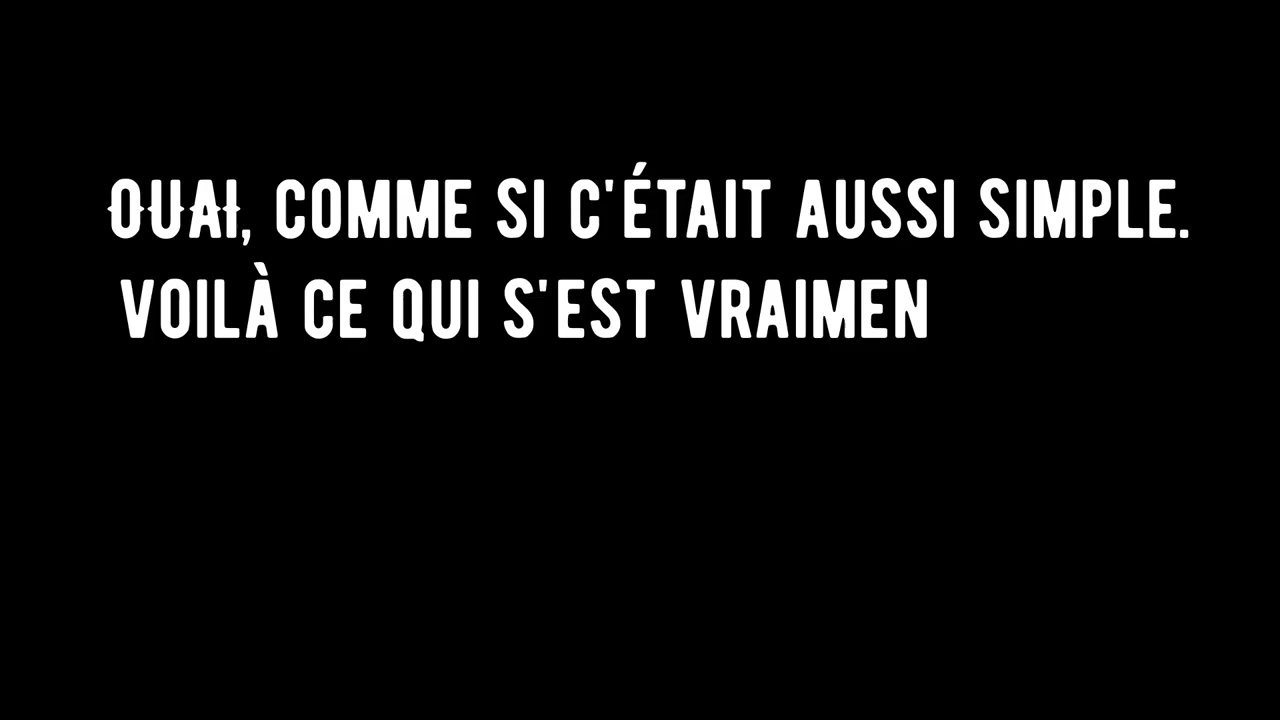 OUAI, COMME SI C'ÉTAIT AUSSI SIMPLE.
VOILÀ CE QUI S'EST VRAIMEN